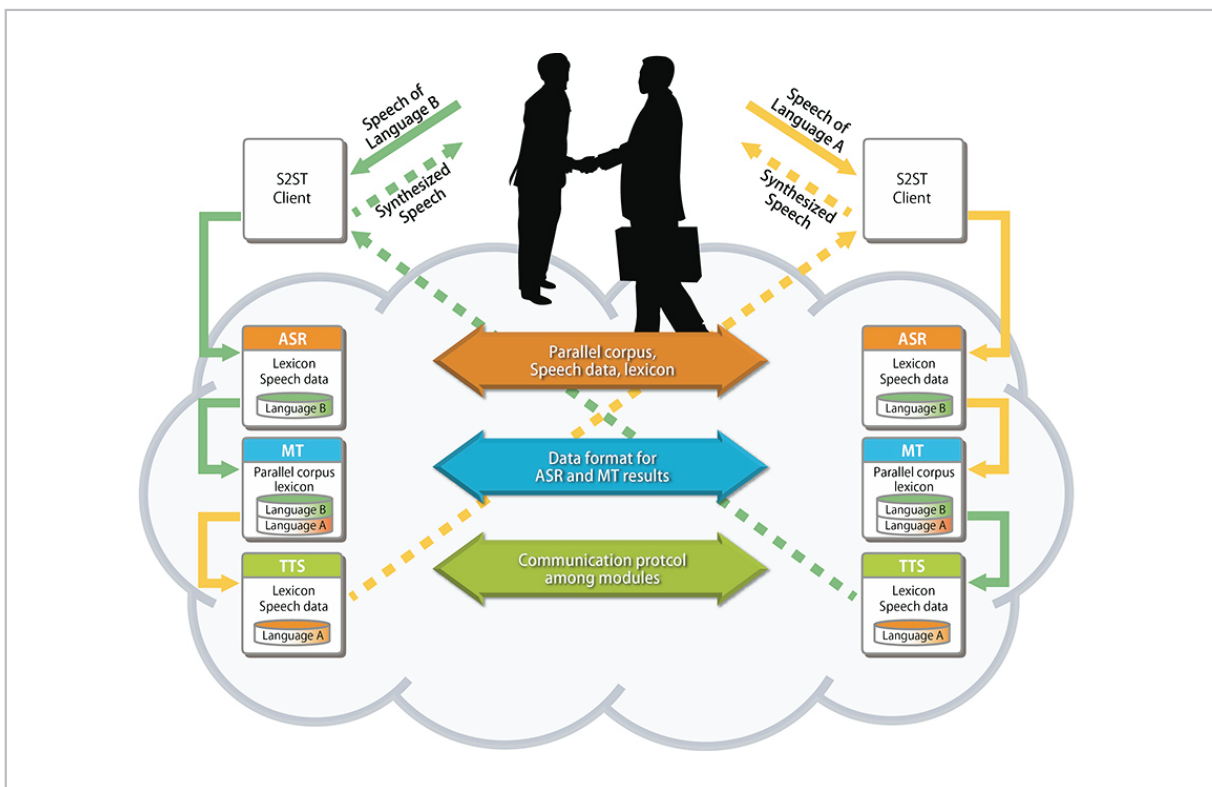 Speech of
Language B
Synthesized
Speech
S2ST
Client
Speech of
Language A
Synthesized
Speech
S2ST
Client
ASR
Lexicon
Speech data
Language B
MT
Parallel corpus
lexicon
Language B
Language A
TTS
Lexicon
Speech data
Language A
Parallel corpus,
Speech data, lexicon
Data format for
ASR and MT results
Communication protcol
among modules
ASR
Lexicon
Speech data
Language B
MT
Parallel corpus
lexicon
Language B
Language A
TTS
Lexicon
Speech data
Language A